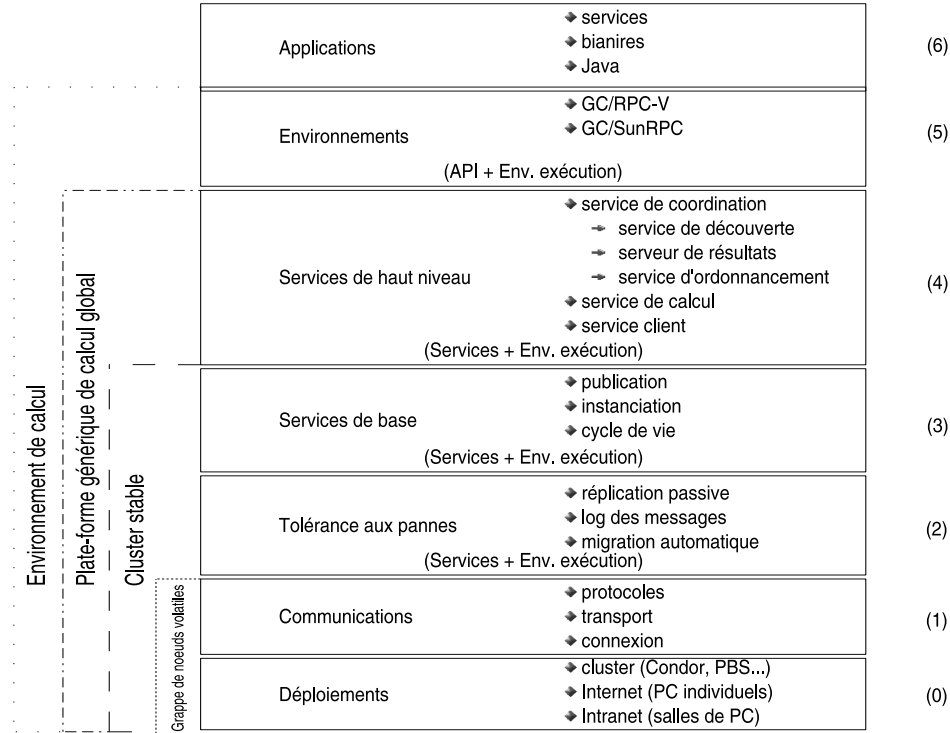 Applications
services
bianires
Java
(6)
Environnements
GC/RPC-V
GC/SunRPC
(API + Env. exécution)
(5)
Services de haut niveau
service de coordination
service de découverte
serveur de résultats
service d'ordonnancement
service de calcul
service client
(Services + Env. exécution)
(4)
Services de base
publication
instanciation
cycle de vie
(Services + Env. exécution)
(3)
Tolérance aux pannes
réplication passive
log des messages
migration automatique
(Services + Env. exécution)
(2)
Communications
protocoles
transport
connexion
(1)
Déploiements
cluster (Condor, PBS...)
Internet (PC individuels)
Intranet (salles de PC)
(0)
Environnement de calcul
Plate-forme générique de calcul global
Cluster stable
Grappe de noeuds volatiles